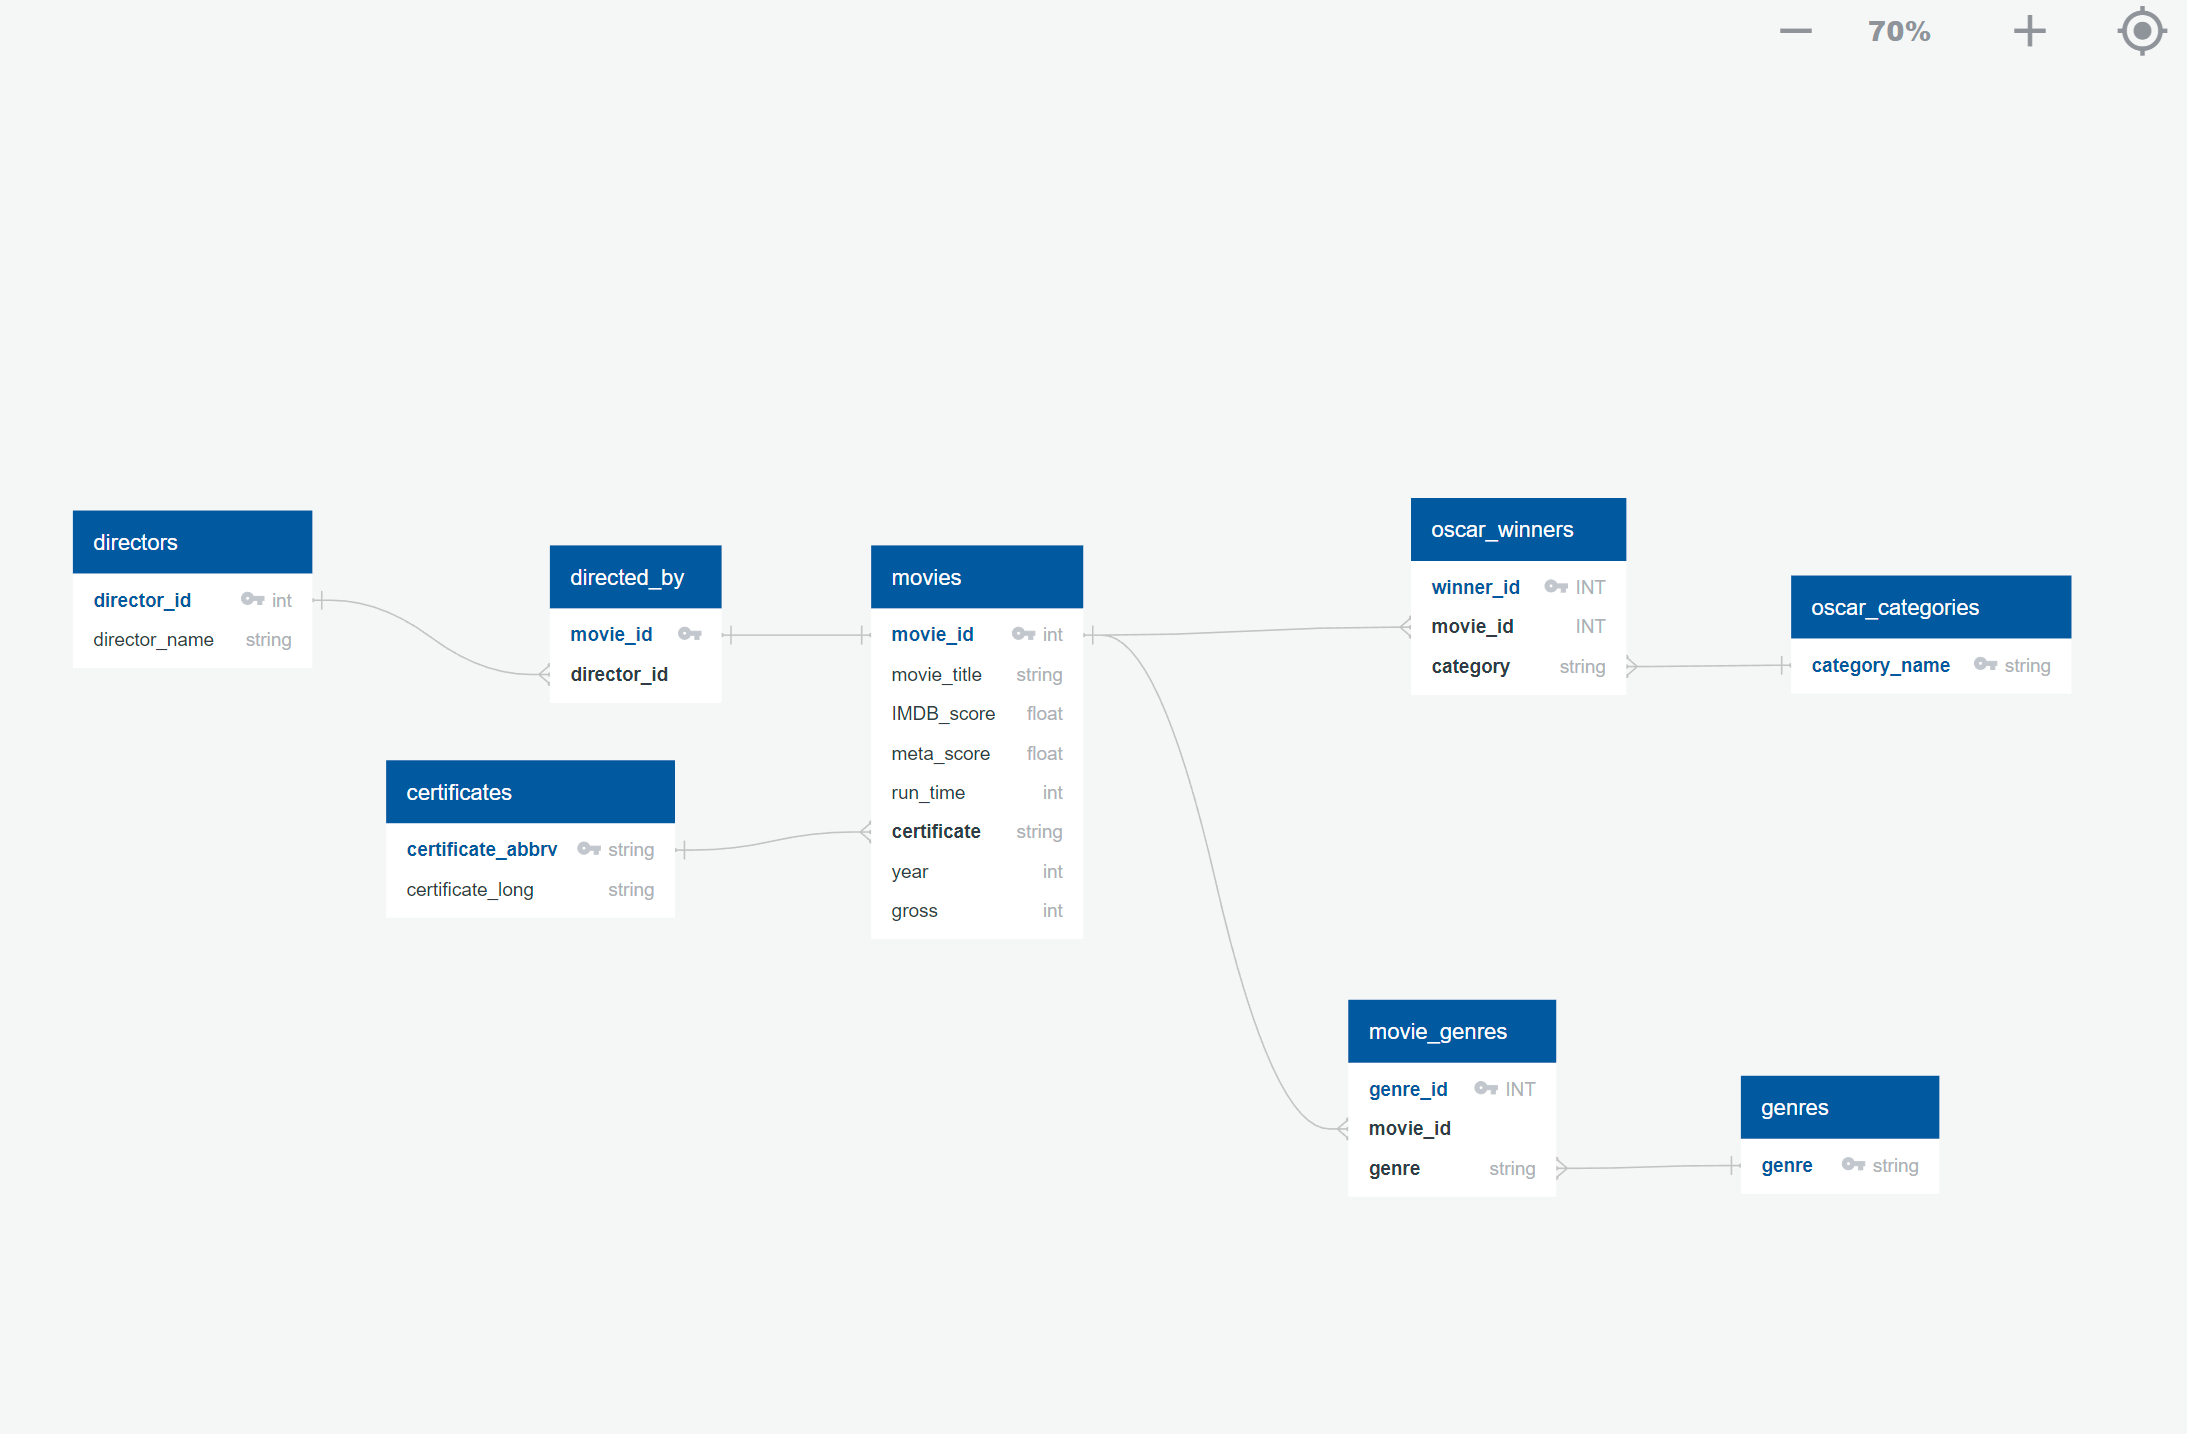 70%
directors
director_id int
director_name string
directed_by
movie_id
director_id
certificates
certificate_abbrv string
certificate_long string
movies
movie_id int
movie_title string
IMDB_score float
meta_score float
run_time int
certificate string
year int
gross int
oscar_winners
winner_id INT
movie_id INT
category string
oscar_categories
category_name string
movie_genres
genre_id INT
movie_id
genre string
genres
genre string